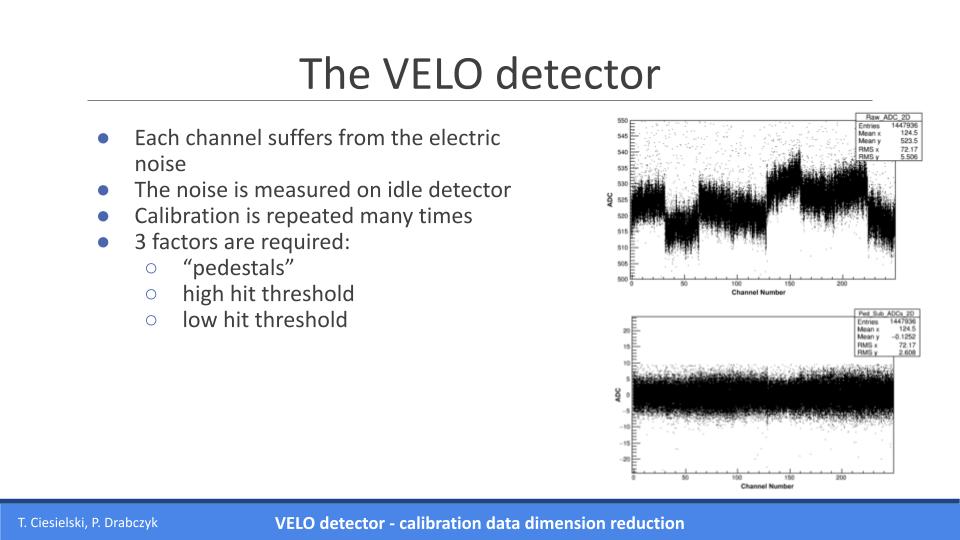 The VELO detector
● Each channel suffers from the electric
noise
● The noise is measured on idle detector
● Calibration is repeated many times
● 3 factors are required:
○ “pedestals”
○ high hit threshold
○ low hit threshold
Raw_ADC_2D
Entries 1447936
Mean x 124.5
Mean y 523.5
RMS x 72.17
RMS y 5.506
550
545
540
535
530
525
520
515
510
505
500
ADC
0 50 100 150 200
Channel Number
Ped_Sub_ADCs_2D
Entries 1447936
Mean x 124.5
Mean y -0.1252
RMS x 72.17
RMS y 2.608
20
15
10
5
0
-5
-10
-15
-20
ADC
0 50 100 150 200
Channel Number
T. Ciesielski, P. Drabczyk
VELO detector - calibration data dimension reduction